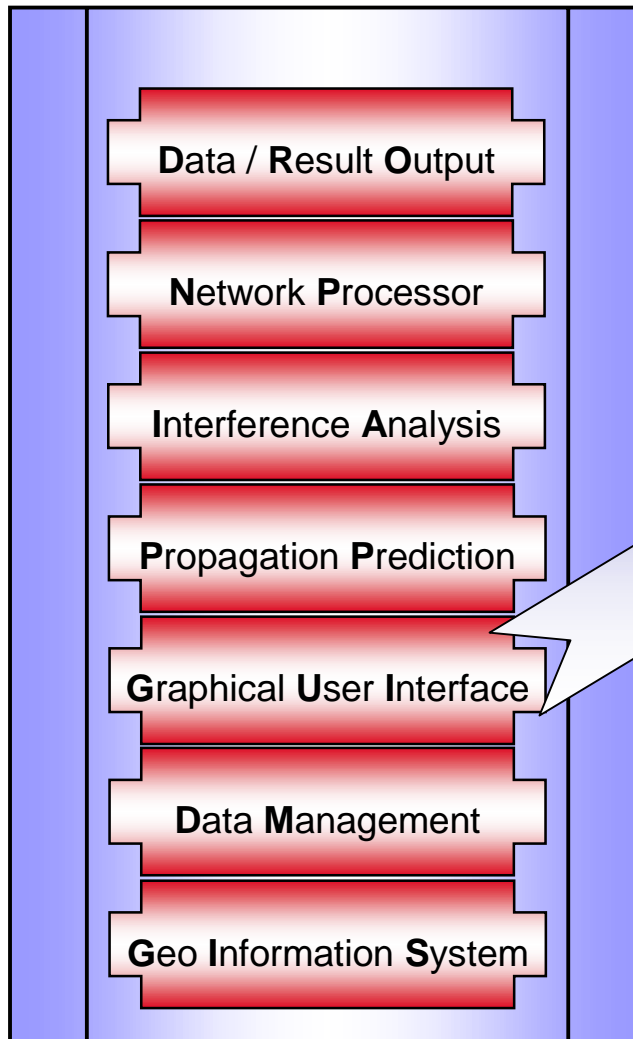 Data / Result Output
Network Processor
Interference Analysis
Propagation Prediction
Graphical User Interface
Data Management
Geo Information System